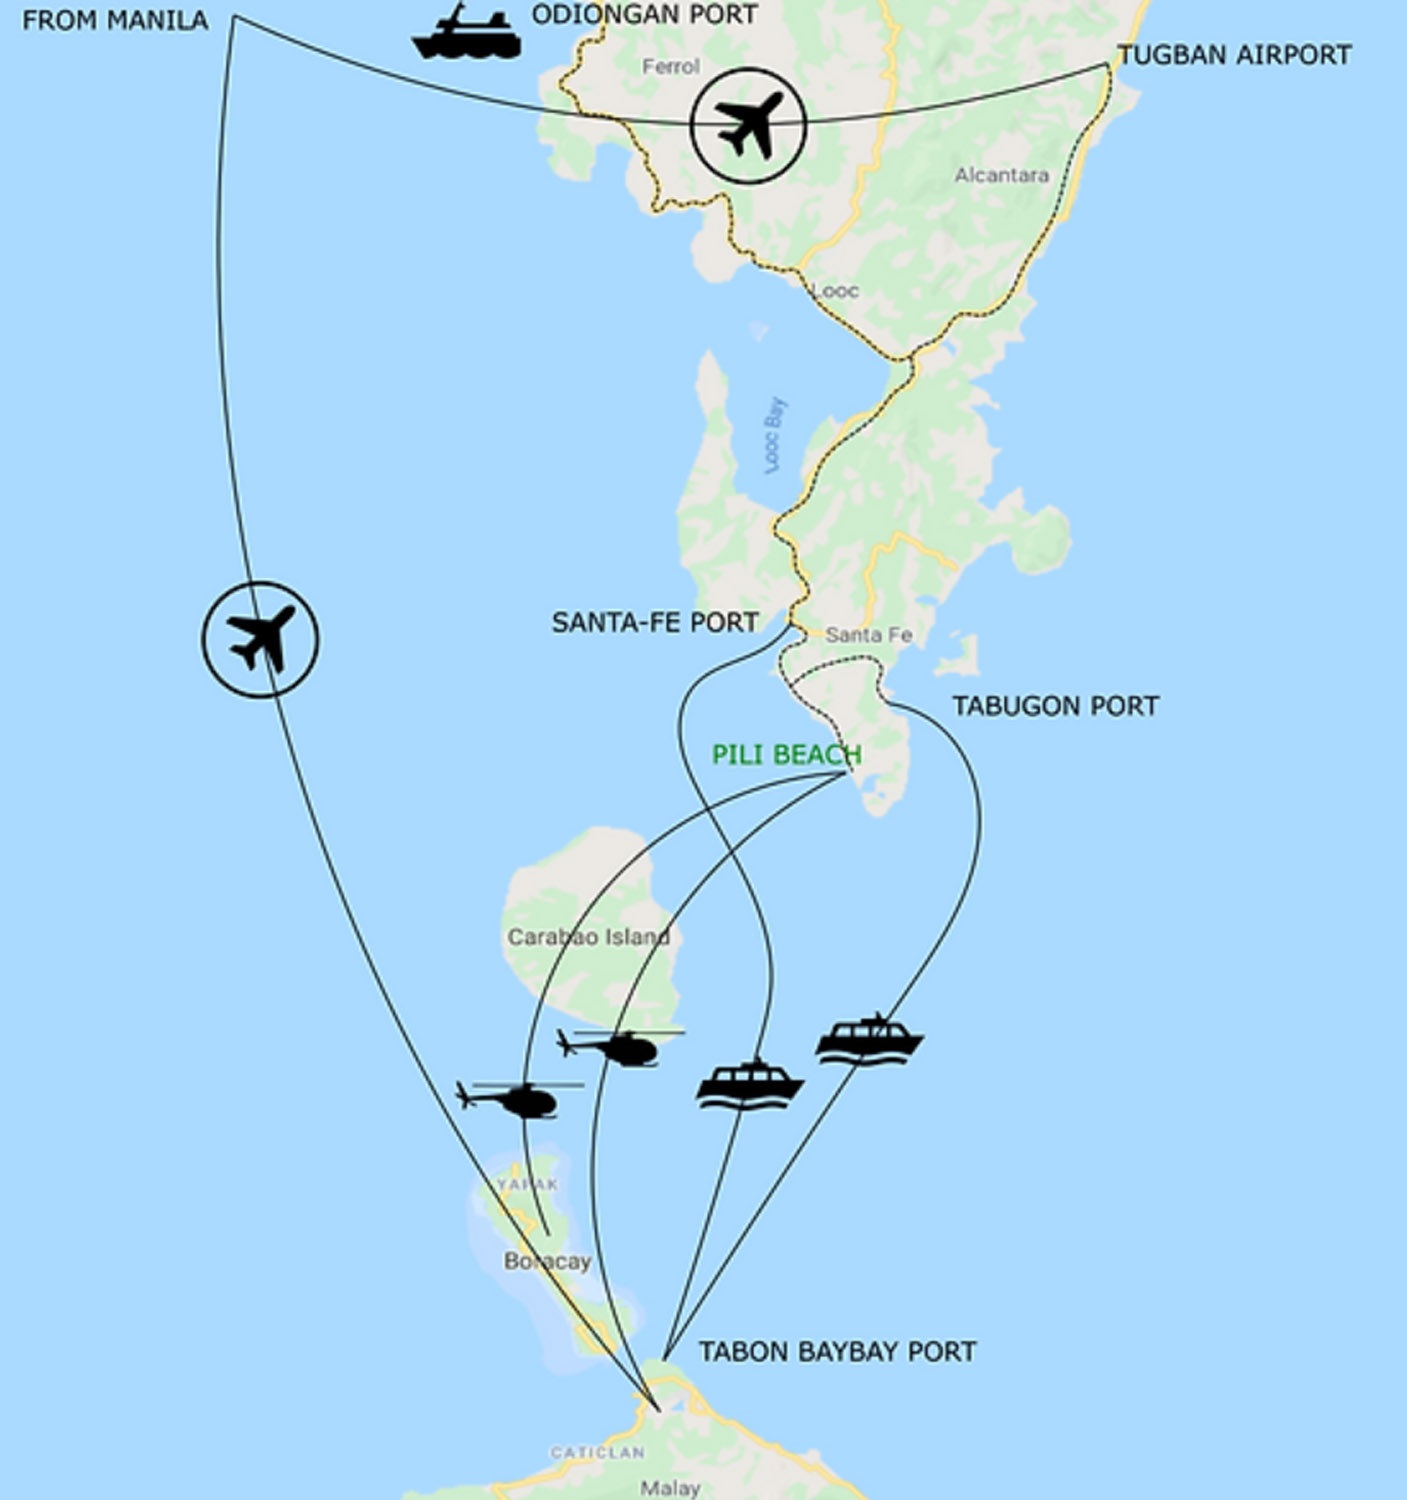 ODIONGAN PORT
FROM MANILA
TUGBAN AIRPORT
Ferrol
Alcantara
Looc
Looc Bay
SANTA-FE PORT
Santa Fe
TABUGON PORT
PILI BEACH
Carabao Island
YAPAK
Boracay
TABON BAYBAY PORT
CATICLAN
Malay